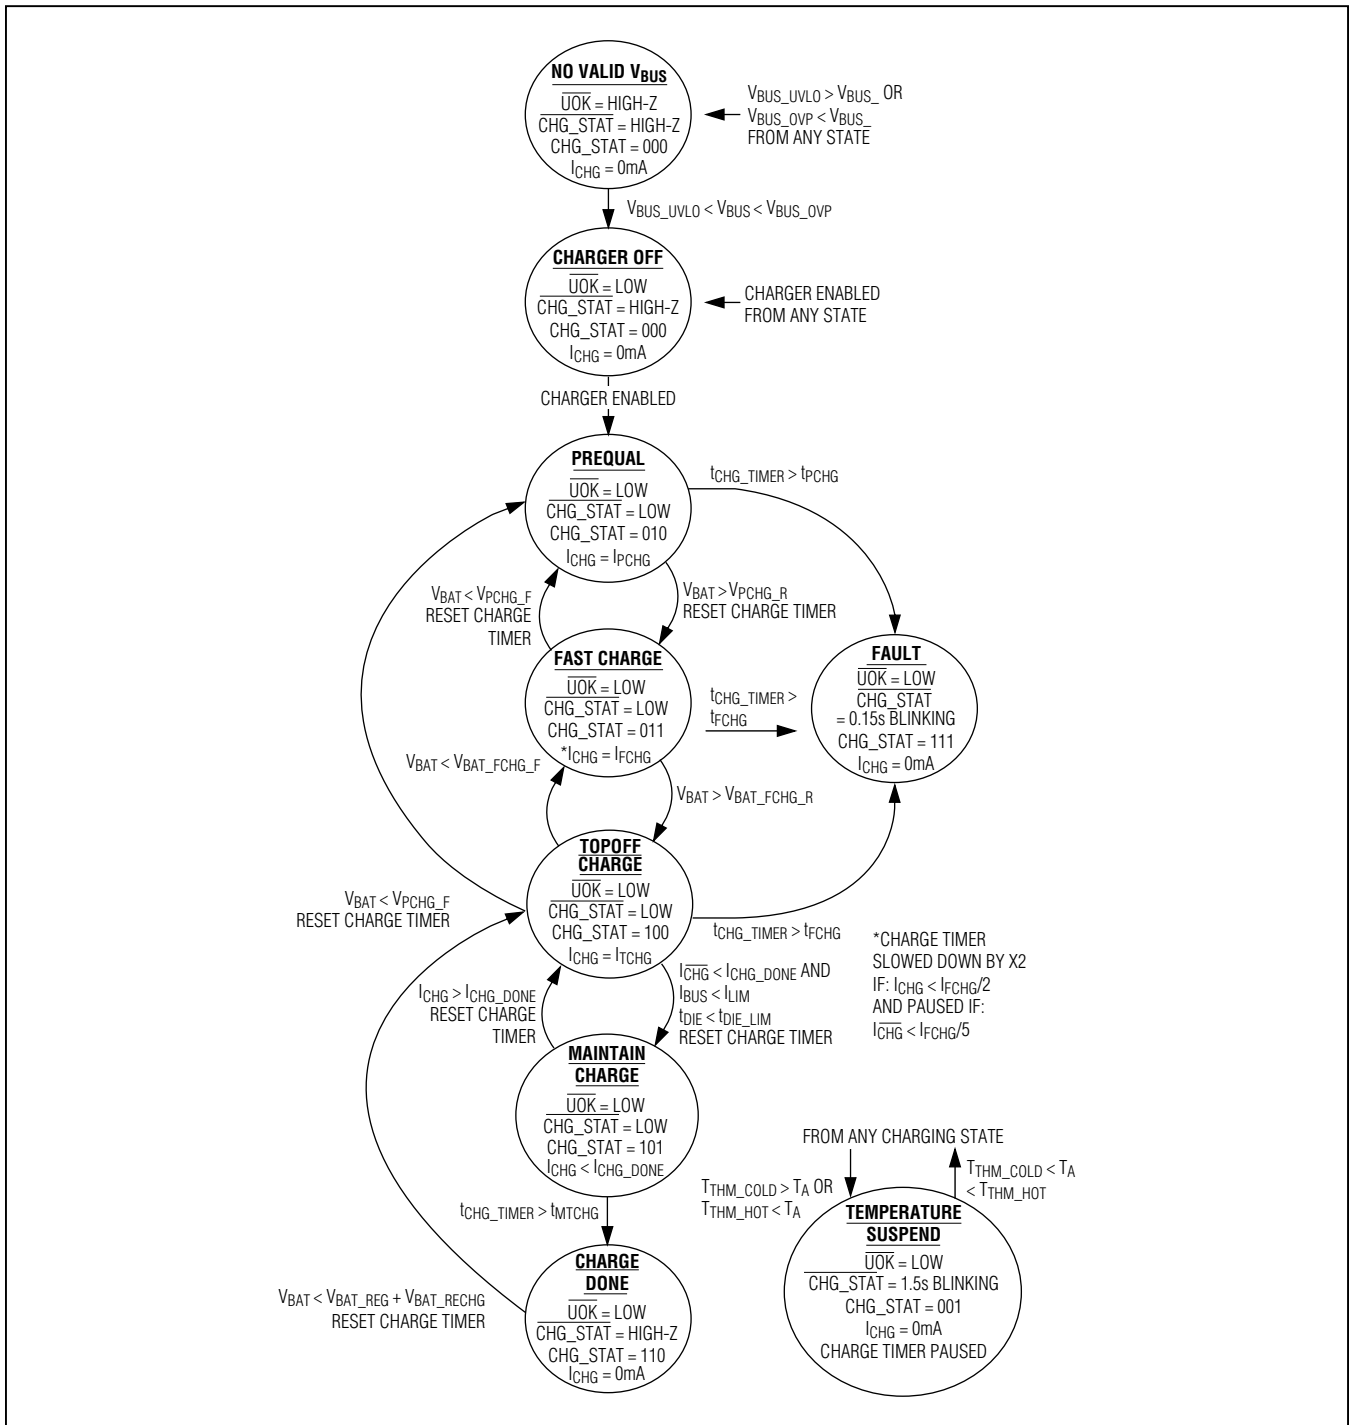 NO VALID VBUS
UOK = HIGH-Z
CHG_STAT = HIGH-Z
CHG_STAT = 000
ICHG = 0mA
VBUS_UVLO > VBUS_ OR
VBUS_OVP < VBUS_
FROM ANY STATE
VBUS_UVLO < VBUS < VBUS_OVP
CHARGER OFF
UOK = LOW
CHG_STAT = HIGH-Z
CHG_STAT = 000
ICHG = 0mA
CHARGER ENABLED
FROM ANY STATE
CHARGER ENABLED
PREQUAL
UOK = LOW
CHG_STAT = LOW
CHG_STAT = 010
ICHG = IPCHG
tCHG_TIMER > tPCHG
VBAT < VPCHG_F
RESET CHARGE
TIMER
VBAT > VPCHG_R
RESET CHARGE TIMER
FAST CHARGE
UOK = LOW
CHG_STAT = LOW
CHG_STAT = 011
*ICHG = IFCHG
tCHG_TIMER >
tFCHG
FAULT
UOK = LOW
CHG_STAT
= 0.15s BLINKING
CHG_STAT = 111
ICHG = 0mA
VBAT < VBAT_FCHG_F
VBAT > VBAT_FCHG_R
TOPOFF
CHARGE
UOK = LOW
CHG_STAT = LOW
CHG_STAT = 100
ICHG = ITCHG
VBAT < VPCHG_F
RESET CHARGE TIMER
tCHG_TIMER > tFCHG
*CHARGE TIMER
SLOWED DOWN BY X2
IF: ICHG < IFCHG/2
AND PAUSED IF:
ICHG < IFCHG/5
ICHG > ICHG_DONE
RESET CHARGE
TIMER
ICHG < ICHG_DONE AND
IBUS < ILIM
tDIE < tDIE_LIM
RESET CHARGE TIMER
MAINTAIN
CHARGE
UOK = LOW
CHG_STAT = LOW
CHG_STAT = 101
ICHG < ICHG_DONE
tCHG_TIMER > tMTCHG
CHARGE
DONE
UOK = LOW
CHG_STAT = HIGH-Z
CHG_STAT = 110
ICHG = 0mA
VBAT < VBAT_REG + VBAT_RECHG
RESET CHARGE TIMER
FROM ANY CHARGING STATE
TTHM_COLD > TA OR
TTHM_HOT < TA
TTHM_COLD < TA
< TTHM_HOT
TEMPERATURE
SUSPEND
UOK = LOW
CHG_STAT = 1.5s BLINKING
CHG_STAT = 001
ICHG = 0mA
CHARGE TIMER PAUSED